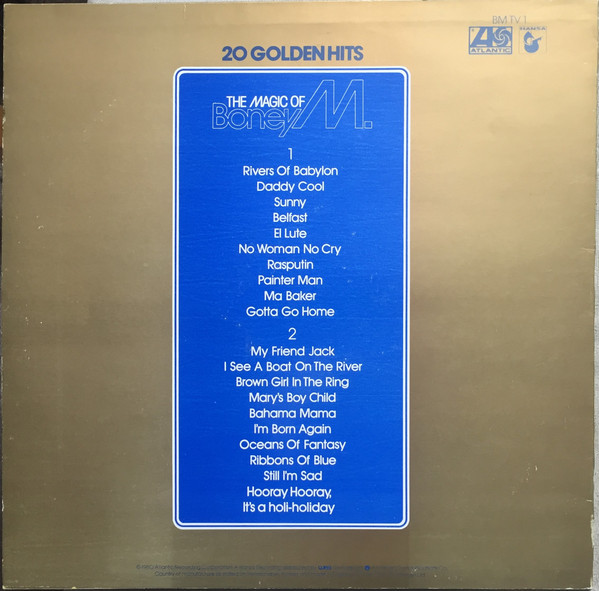 BM TV 1
ATLANTIC
20 GOLDEN HITS
THE MAGIC OF
Boney M.
1
Rivers Of Babylon
Daddy Cool
Sunny
Belfast
El Lute
No Woman No Cry
Rasputin
Painter Man
Ma Baker
Gotta Go Home
2
My Friend Jack
I See A Boat On The River
Brown Girl In The Ring
Mary's Boy Child
Bahama Mama
I'm Born Again
Oceans Of Fantasy
Ribbons Of Blue
Still I'm Sad
Hooray Hooray,
It's a holi-holiday